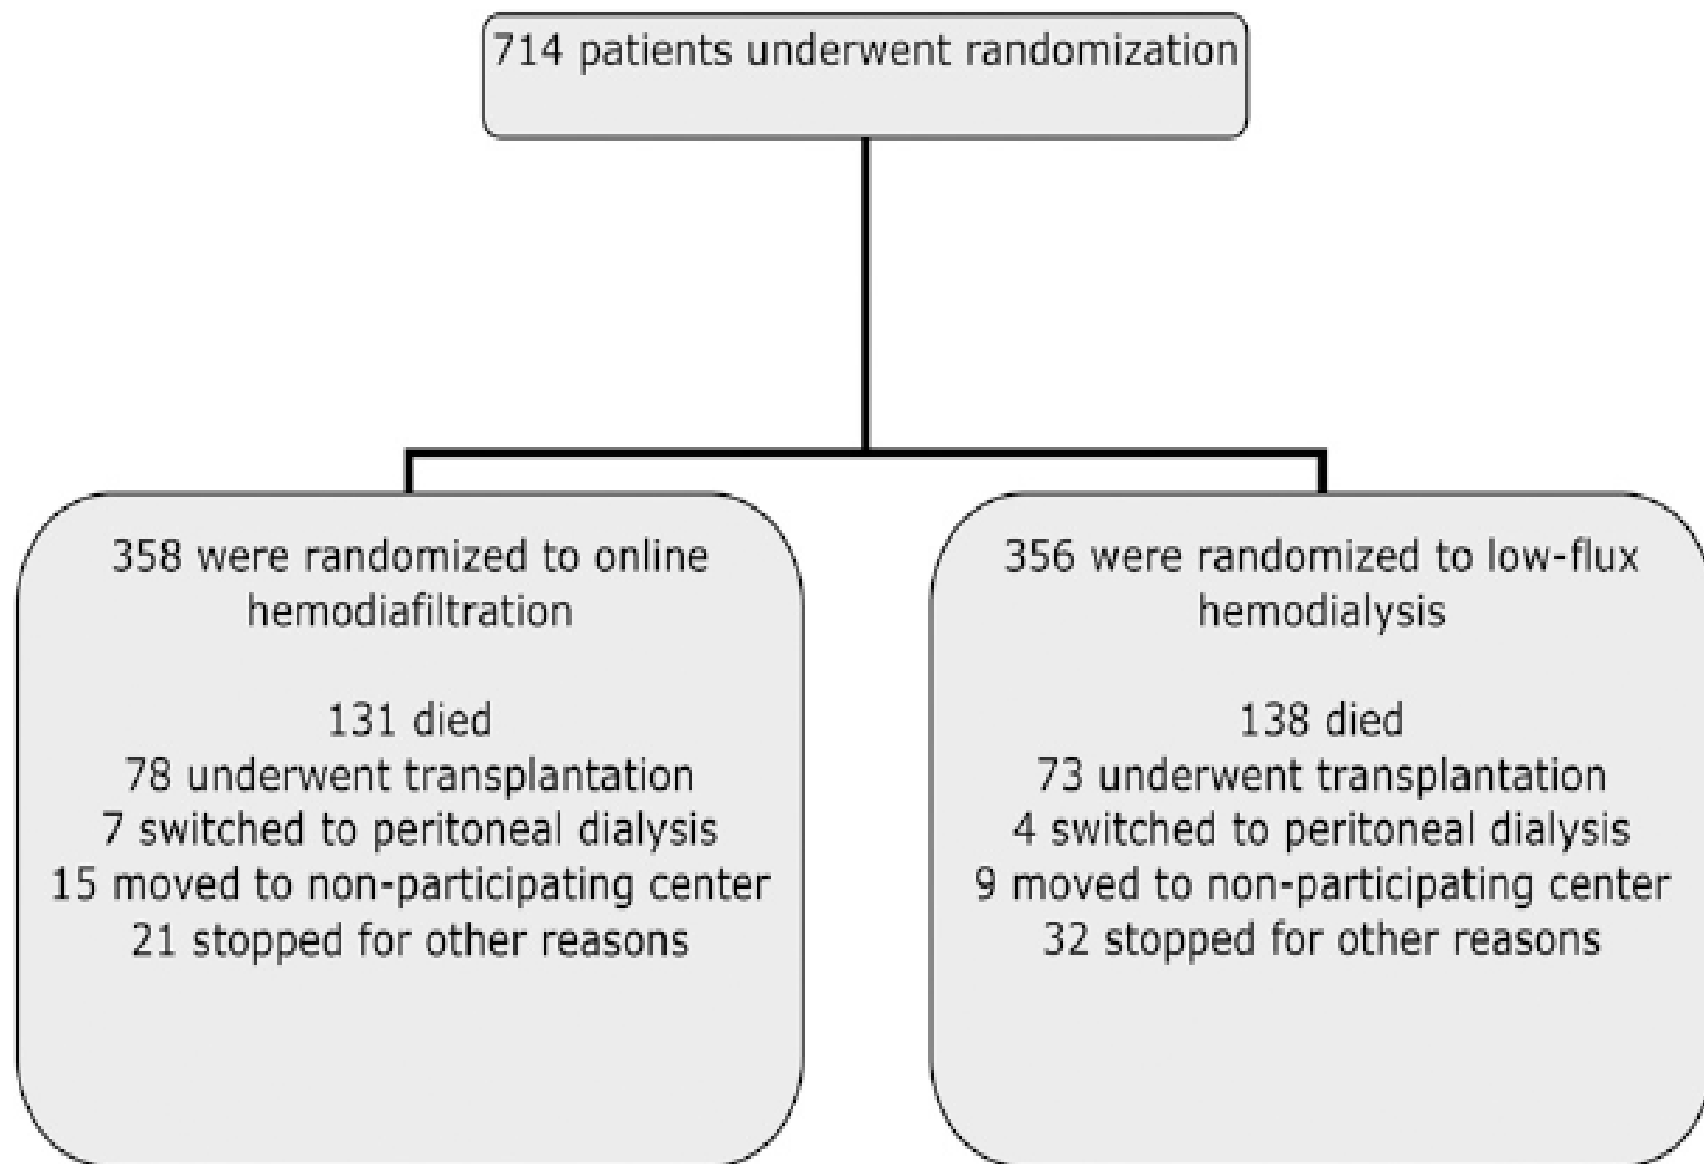 714 patients underwent randomization
358 were randomized to online
hemodiafiltration
131 died
78 underwent transplantation
7 switched to peritoneal dialysis
15 moved to non-participating center
21 stopped for other reasons
356 were randomized to low-flux
hemodialysis
138 died
73 underwent transplantation
4 switched to peritoneal dialysis
9 moved to non-participating center
32 stopped for other reasons